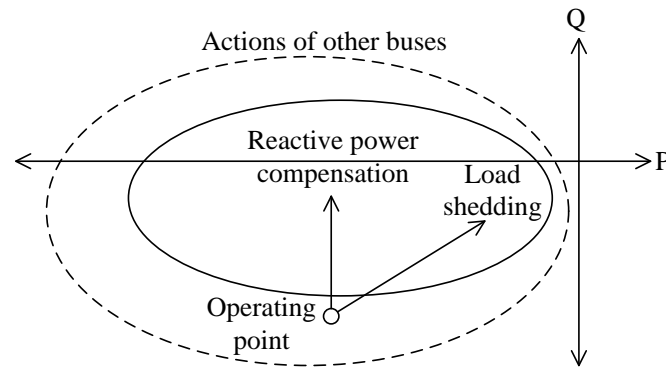 Q
Actions of other buses
Reactive power
compensation
P
Load
shedding
Operating
point